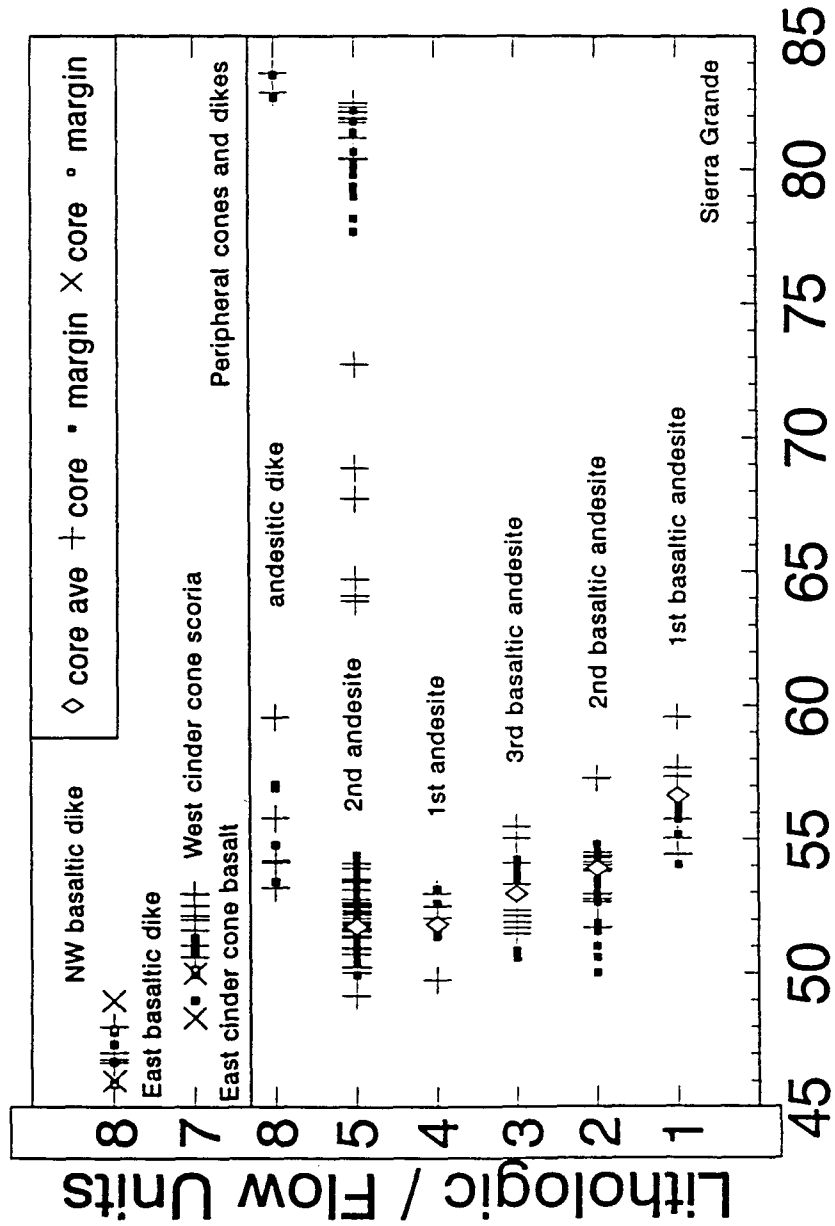 ◇ core ave + core ▪ margin × core ▫ margin
NW basaltic dike
East basaltic dike
West cinder cone scoria
East cinder cone basalt
Peripheral cones and dikes
andesitic dike
2nd andesite
1st andesite
3rd basaltic andesite
2nd basaltic andesite
1st basaltic andesite
Sierra Grande
Lithologic / Flow Units
8
7
8
5
4
3
2
1
45 50 55 60 65 70 75 80 85